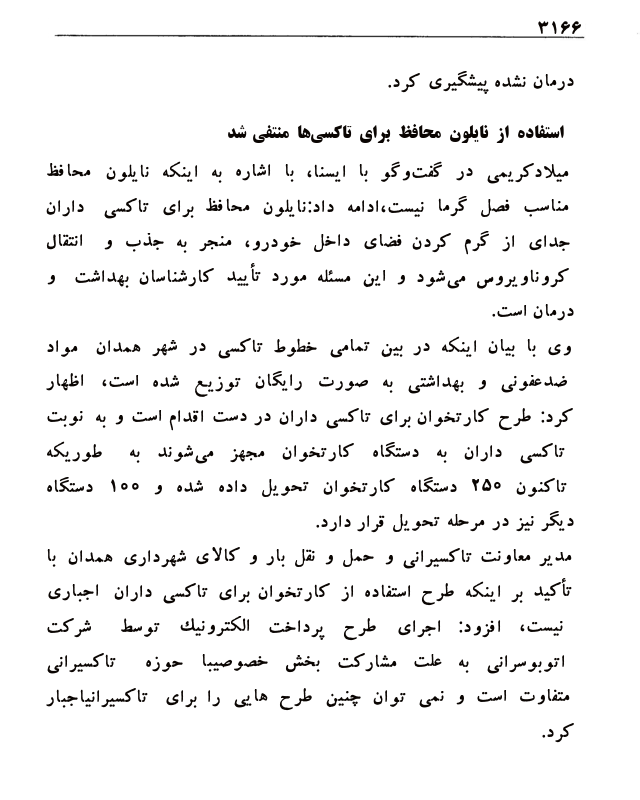 ۳۱۶۶
درمان نشده پیشگیری کرد.
استفاده از نایلون محافظ برای تاکسی‌ها منتفی شد
میلادکریمی در گفت‌وگو با ایسنا، با اشاره به اینکه نایلون محافظ
مناسب فصل گرما نیست،ادامه داد:نایلون محافظ برای تاکسی داران
جدای از گرم کردن فضای داخل خودرو، منجر به جذب و انتقال
کروناویروس می‌شود و این مسئله مورد تأیید کارشناسان بهداشت و
درمان است.
وی با بیان اینکه در بین تمامی خطوط تاکسی در شهر همدان مواد
ضدعفونی و بهداشتی به صورت رایگان توزیع شده است، اظهار
کرد: طرح کارتخوان برای تاکسی داران در دست اقدام است و به نوبت
تاکسی داران به دستگاه کارتخوان مجهز می‌شوند به طوریکه
تاکنون ۲۵۰ دستگاه کارتخوان تحویل داده شده و ۱۰۰ دستگاه
دیگر نیز در مرحله تحویل قرار دارد.
مدیر معاونت تاکسیرانی و حمل و نقل بار و کالای شهرداری همدان با
تأکید بر اینکه طرح استفاده از کارتخوان برای تاکسی داران اجباری
نیست، افزود: اجرای طرح پرداخت الکترونیك توسط شرکت
اتوبوسرانی به علت مشارکت بخش خصوصیبا حوزه تاکسیرانی
متفاوت است و نمی توان چنین طرح هایی را برای تاکسیرانیاجبار
کرد.